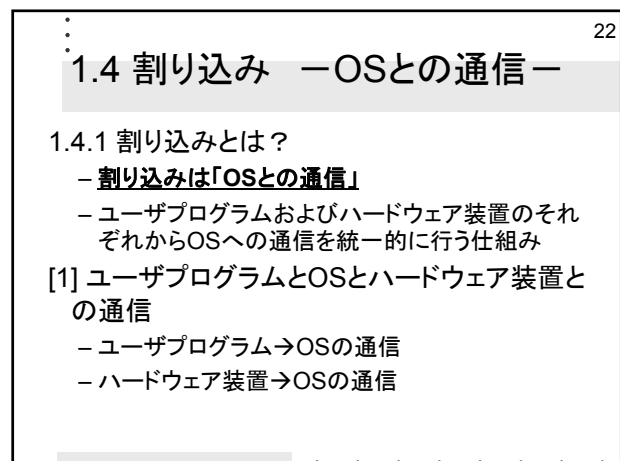 22
1.4 割り込み －OSとの通信－
1.4.1 割り込みとは？
– 割り込みは「OSとの通信」
– ユーザプログラムおよびハードウェア装置のそれ
ぞれからOSへの通信を統一的に行う仕組み
[1] ユーザプログラムとOSとハードウェア装置と
の通信
– ユーザプログラム→OSの通信
– ハードウェア装置→OSの通信